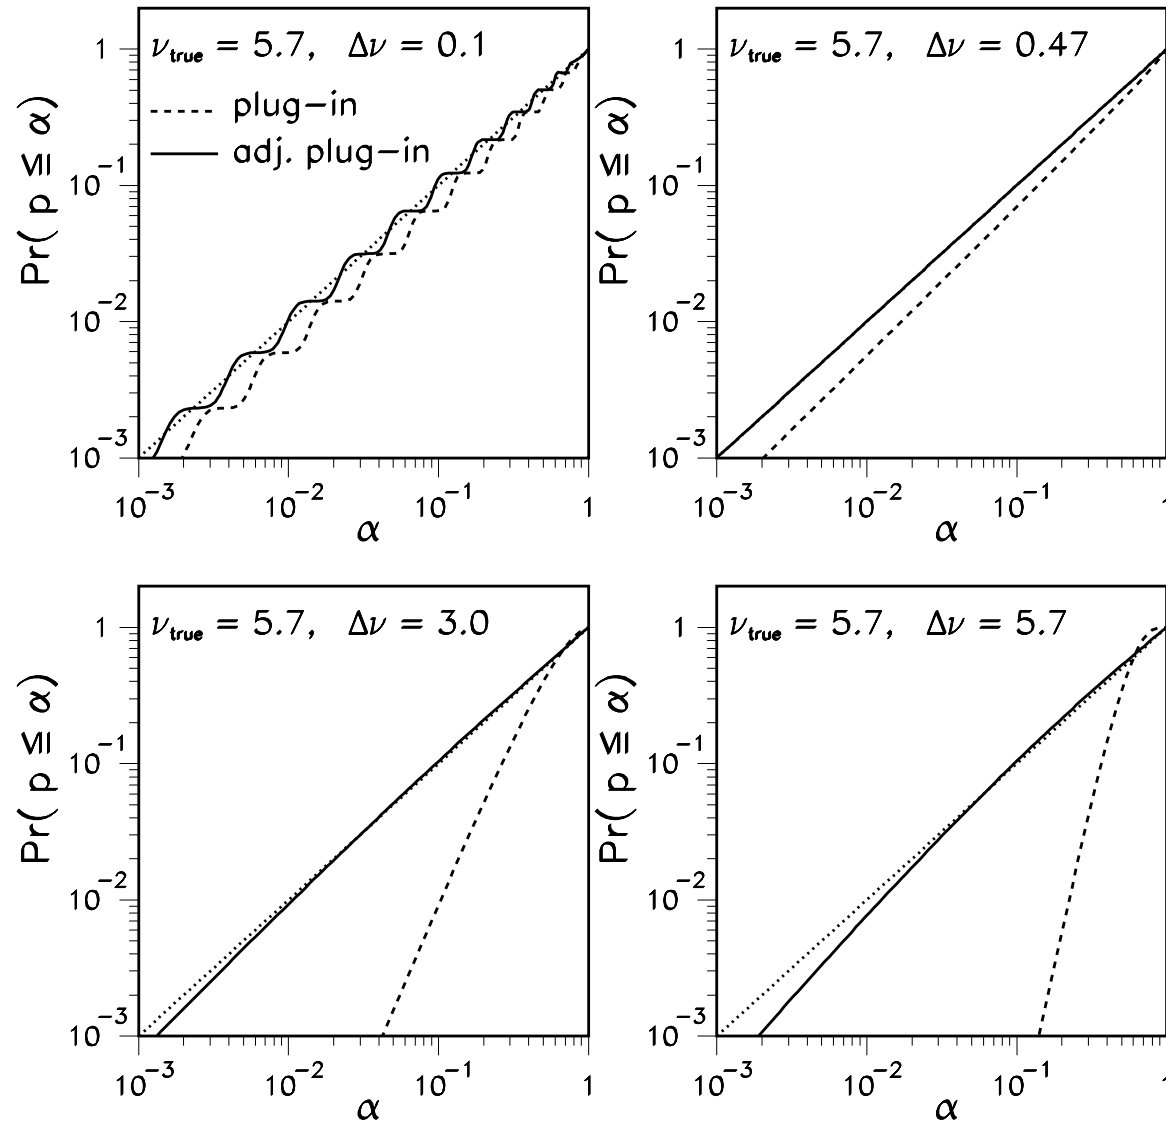 ν_true = 5.7, Δν = 0.1
plug–in
adj. plug–in
1
10⁻¹
10⁻²
10⁻³
Pr( p ≤ α)
10⁻³ 10⁻² 10⁻¹ 1
α
ν_true = 5.7, Δν = 0.47
1
10⁻¹
10⁻²
10⁻³
Pr( p ≤ α)
10⁻³ 10⁻² 10⁻¹
α
ν_true = 5.7, Δν = 3.0
1
10⁻¹
10⁻²
10⁻³
Pr( p ≤ α)
10⁻³ 10⁻² 10⁻¹ 1
α
ν_true = 5.7, Δν = 5.7
1
10⁻¹
10⁻²
10⁻³
Pr( p ≤ α)
10⁻³ 10⁻² 10⁻¹
α